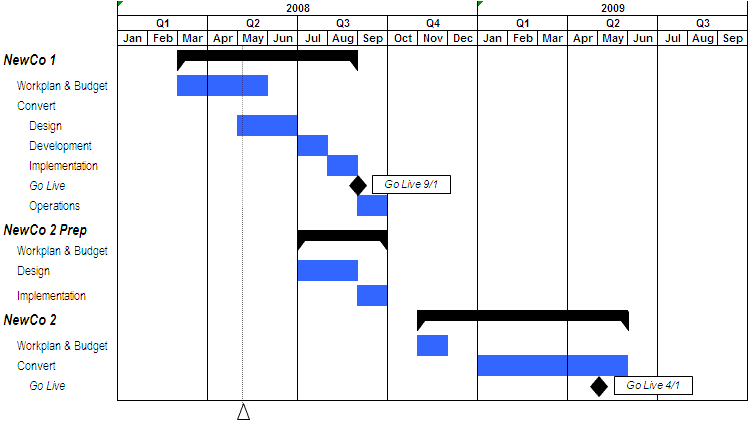 2008 2009
Q1 Q2 Q3 Q4 Q1 Q2 Q3
Jan Feb Mar Apr May Jun Jul Aug Sep Oct Nov Dec Jan Feb Mar Apr May Jun Jul Aug Sep
NewCo 1
Workplan & Budget
Convert
Design
Development
Implementation
Go Live Go Live 9/1
Operations
NewCo 2 Prep
Workplan & Budget
Design
Implementation
NewCo 2
Workplan & Budget
Convert
Go Live Go Live 4/1